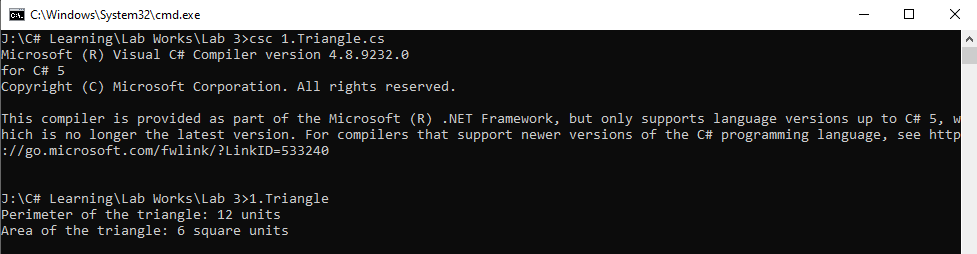 C:\Windows\System32\cmd.exe
J:\C# Learning\Lab Works\Lab 3>csc 1.Triangle.cs
Microsoft (R) Visual C# Compiler version 4.8.9232.0
for C# 5
Copyright (C) Microsoft Corporation. All rights reserved.
This compiler is provided as part of the Microsoft (R) .NET Framework, but only supports language versions up to C# 5, w
hich is no longer the latest version. For compilers that support newer versions of the C# programming language, see http
://go.microsoft.com/fwlink/?LinkID=533240
J:\C# Learning\Lab Works\Lab 3>1.Triangle
Perimeter of the triangle: 12 units
Area of the triangle: 6 square units